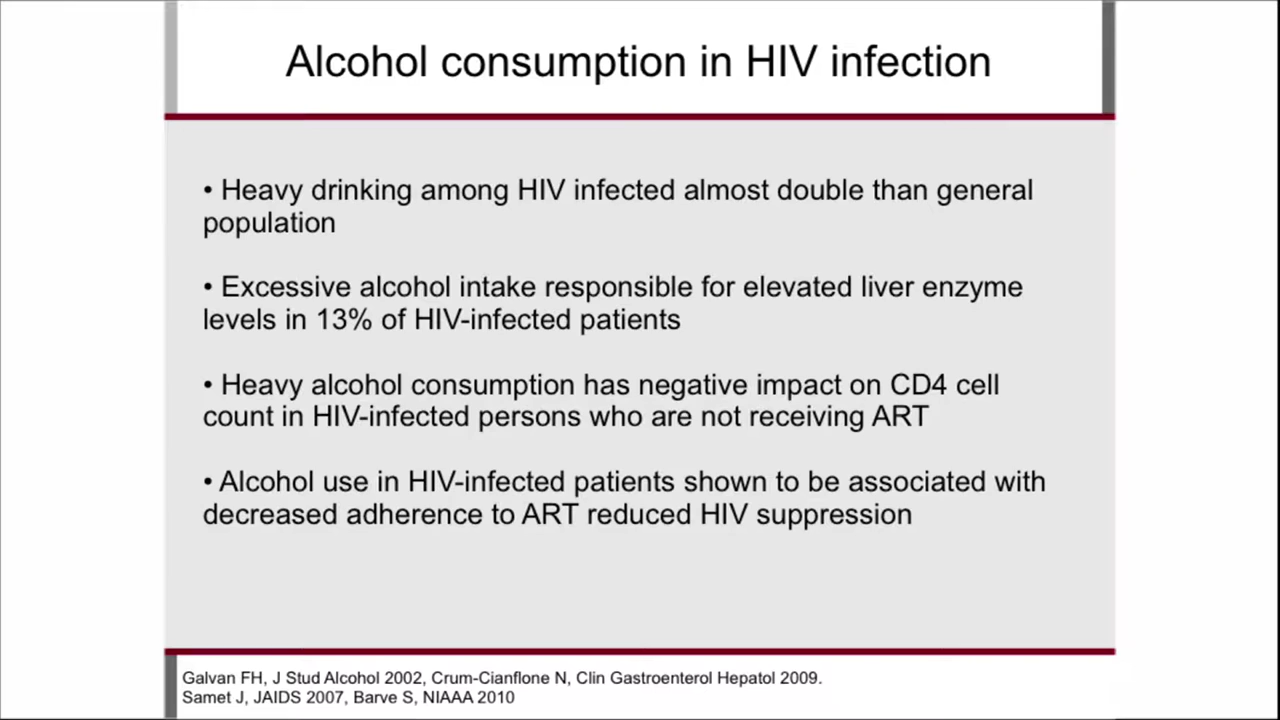 Alcohol consumption in HIV infection
• Heavy drinking among HIV infected almost double than general
population
• Excessive alcohol intake responsible for elevated liver enzyme
levels in 13% of HIV-infected patients
• Heavy alcohol consumption has negative impact on CD4 cell
count in HIV-infected persons who are not receiving ART
• Alcohol use in HIV-infected patients shown to be associated with
decreased adherence to ART reduced HIV suppression
Galvan FH, J Stud Alcohol 2002, Crum-Cianflone N, Clin Gastroenterol Hepatol 2009.
Samet J, JAIDS 2007, Barve S, NIAAA 2010